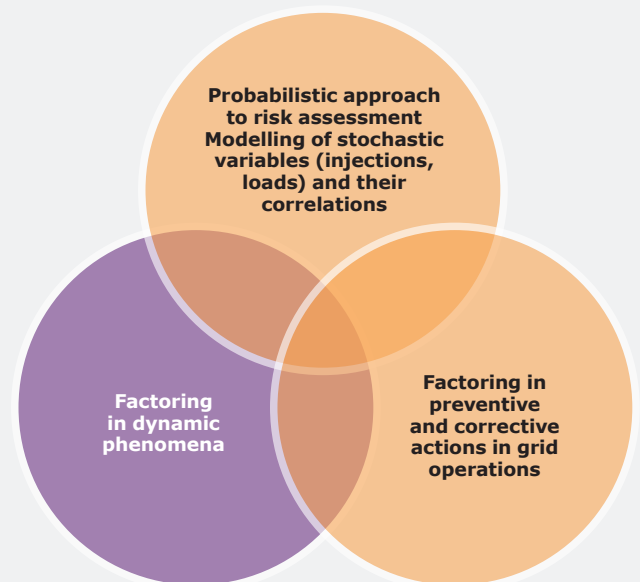 Probabilistic approach
to risk assessment
Modelling of stochastic
variables (injections,
loads) and their
correlations
Factoring
in dynamic
phenomena
Factoring in
preventive
and corrective
actions in grid
operations